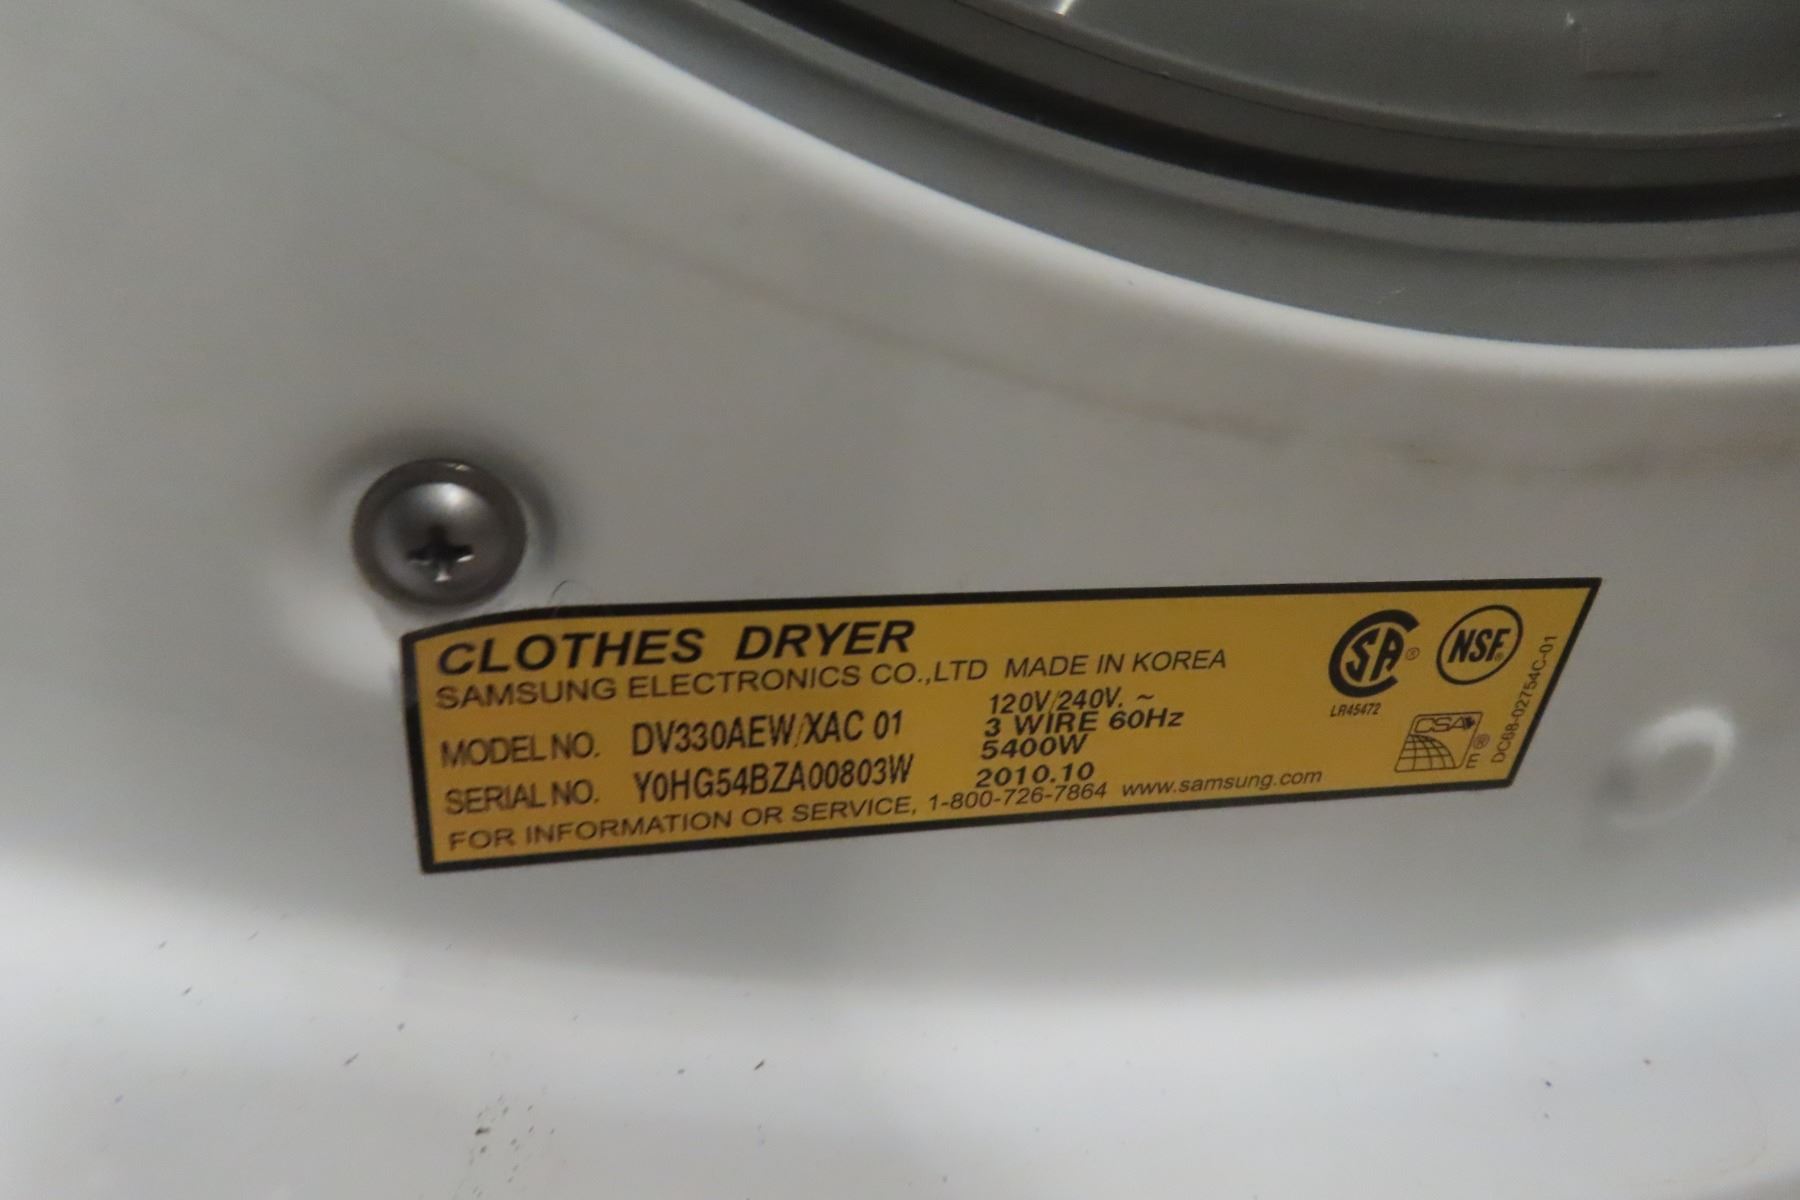 CLOTHES DRYER
SAMSUNG ELECTRONICS CO.,LTD MADE IN KOREA
MODEL NO. DV330AEW/XAC 01
SERIAL NO. Y0HG54BZA00803W
120V/240V, ~
3 WIRE 60Hz
5400W
2010.10
FOR INFORMATION OR SERVICE, 1-800-726-7864 www.samsung.com
SA ®
LR45472
NSF®
CSA
E ®
DC68-02754C-01